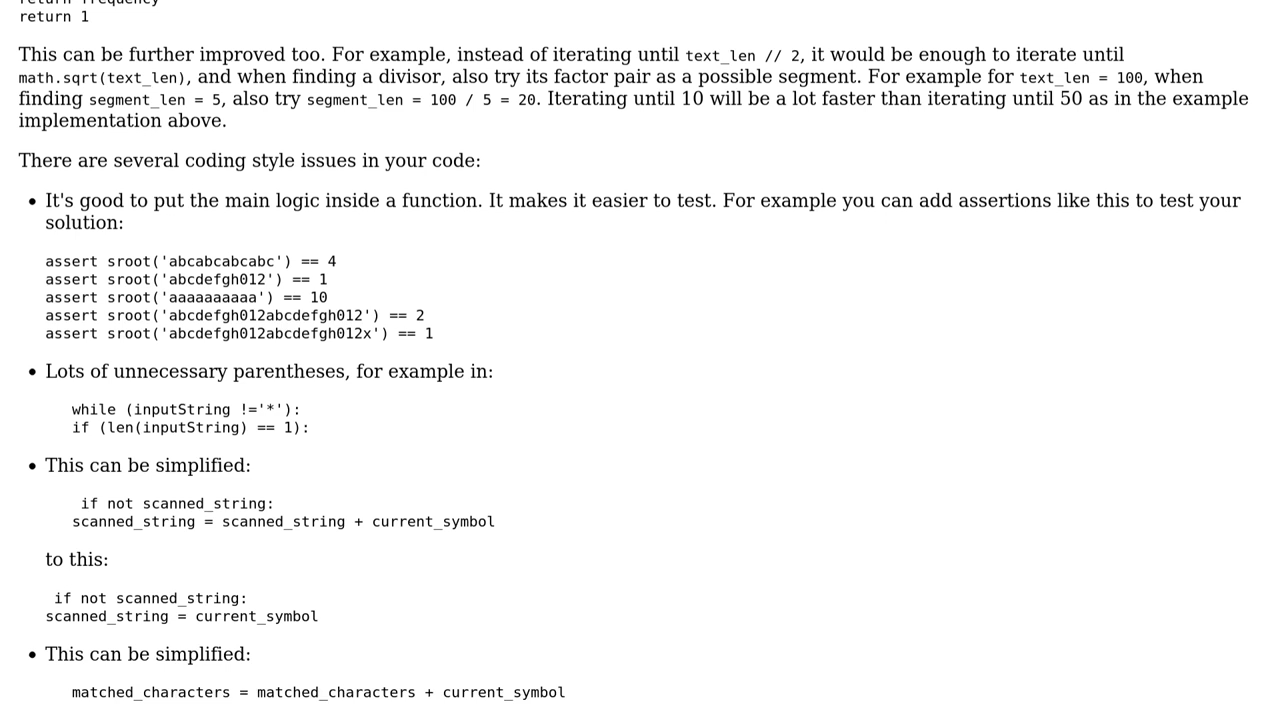 return frequency
return 1
This can be further improved too. For example, instead of iterating until text_len // 2, it would be enough to iterate until
math.sqrt(text_len), and when finding a divisor, also try its factor pair as a possible segment. For example for text_len = 100, when
finding segment_len = 5, also try segment_len = 100 / 5 = 20. Iterating until 10 will be a lot faster than iterating until 50 as in the example
implementation above.
There are several coding style issues in your code:
• It's good to put the main logic inside a function. It makes it easier to test. For example you can add assertions like this to test your
solution:
assert sroot('abcabcabcabc') == 4
assert sroot('abcdefgh012') == 1
assert sroot('aaaaaaaaaa') == 10
assert sroot('abcdefgh012abcdefgh012') == 2
assert sroot('abcdefgh012abcdefgh012x') == 1
• Lots of unnecessary parentheses, for example in:
while (inputString !='*'):
if (len(inputString) == 1):
• This can be simplified:
if not scanned_string:
scanned_string = scanned_string + current_symbol
to this:
if not scanned_string:
scanned_string = current_symbol
• This can be simplified:
matched_characters = matched_characters + current_symbol